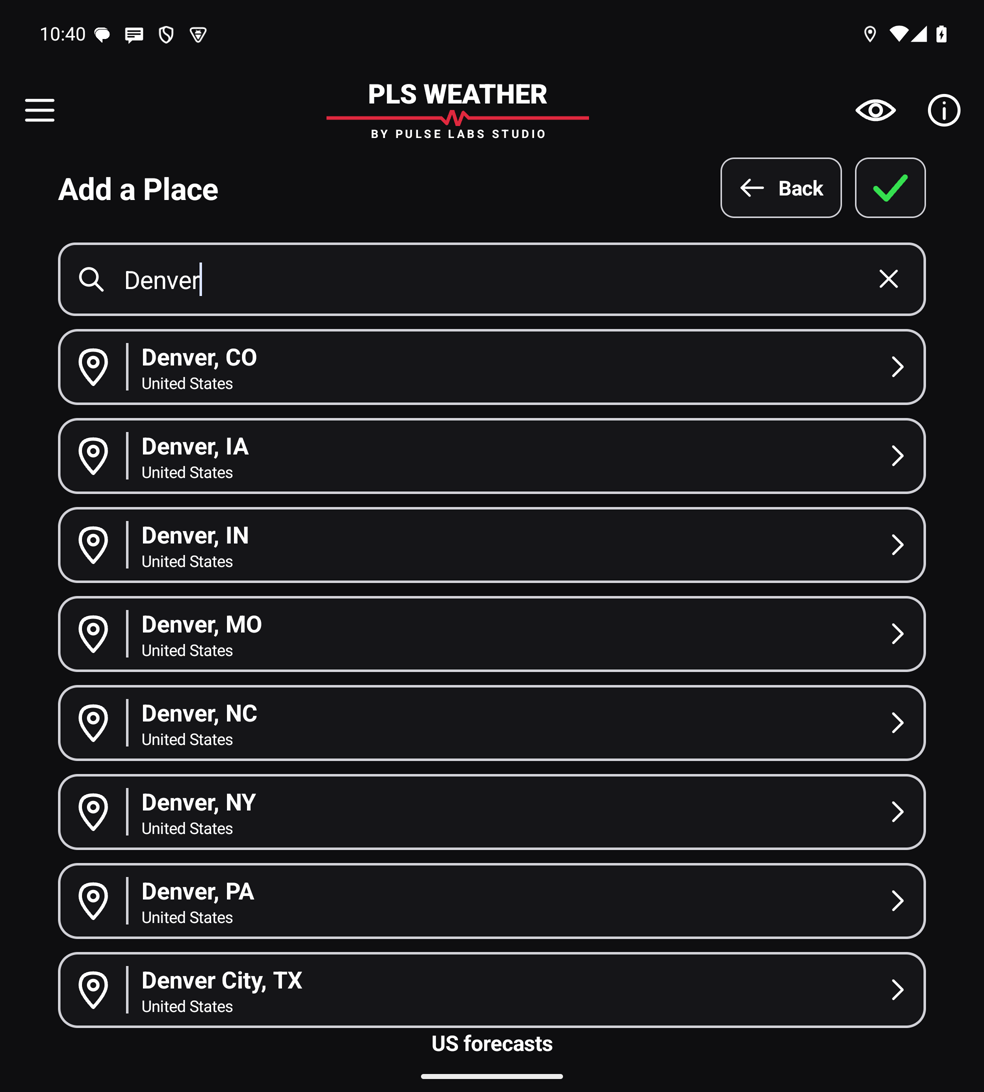 10:40
PLS WEATHER
BY PULSE LABS STUDIO
Add a Place
Back
Denver
Denver, CO
United States
Denver, IA
United States
Denver, IN
United States
Denver, MO
United States
Denver, NC
United States
Denver, NY
United States
Denver, PA
United States
Denver City, TX
United States
US forecasts